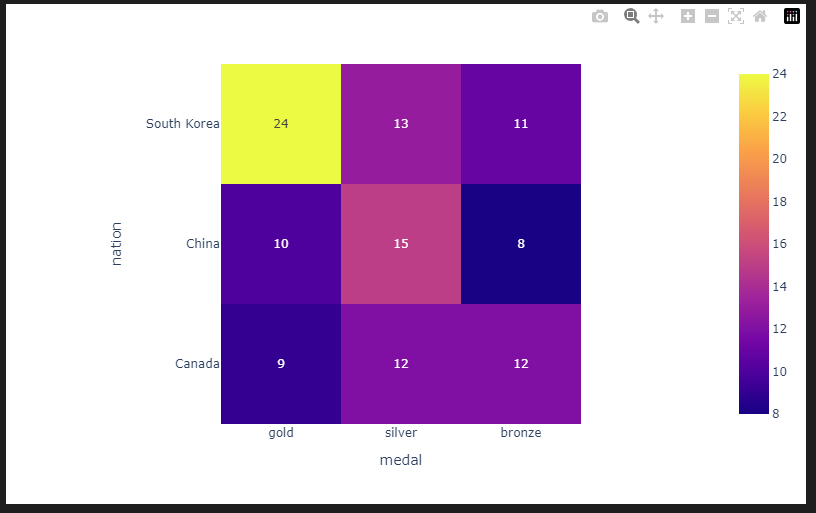 24
South Korea 24 13 11
22
20
18
nation
China 10 15 8
16
14
12
Canada 9 12 12
10
8
gold silver bronze
medal